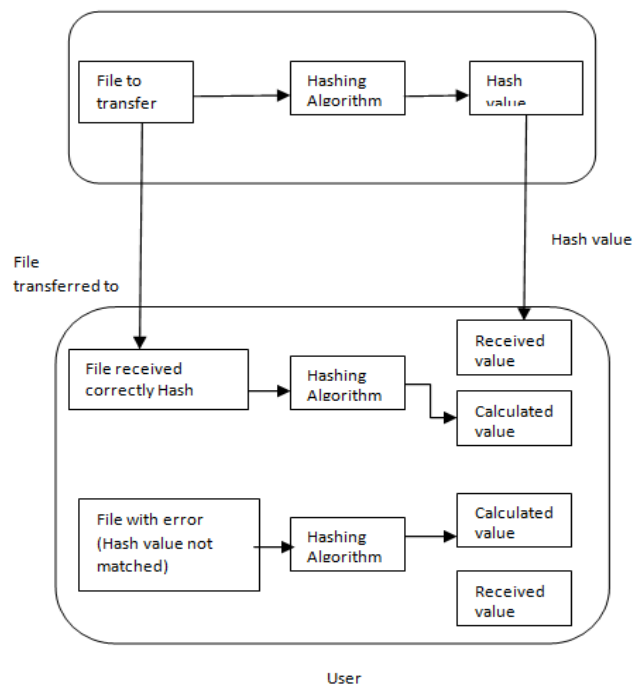 File to
transfer
Hashing
Algorithm
Hash
value
Hash value
File
transferred to
Received
value
File received
correctly Hash
Hashing
Algorithm
Calculated
value
File with error
(Hash value not
matched)
Hashing
Algorithm
Calculated
value
Received
value
User